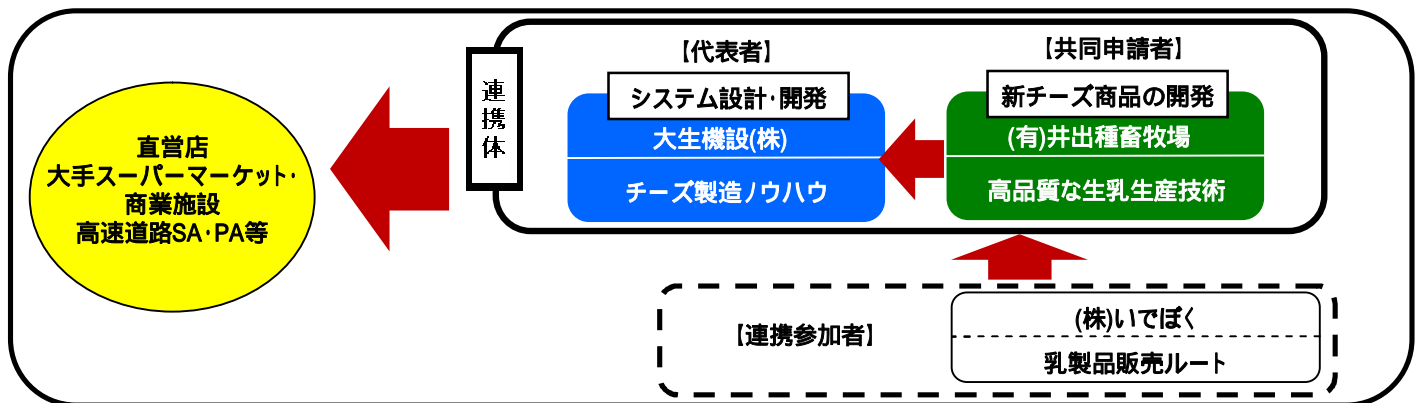 連携体
【代表者】
システム設計・開発
大生機設(株)
チーズ製造ノウハウ
【共同申請者】
新チーズ商品の開発
(有)井出種畜牧場
高品質な生乳生産技術
直営店
大手スーパーマーケット・
商業施設
高速道路SA・PA等
【連携参加者】
(株)いでぼく
乳製品販売ルート